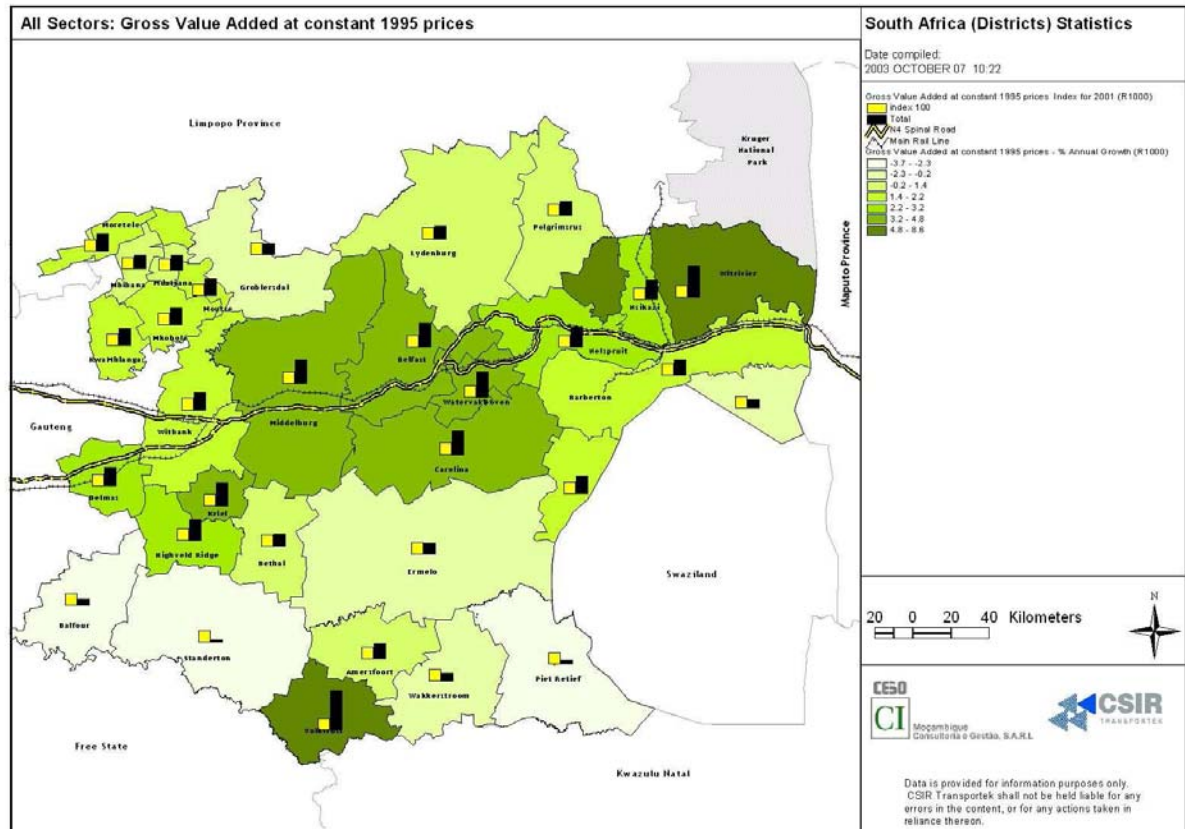 All Sectors: Gross Value Added at constant 1995 prices
South Africa (Districts) Statistics
Date compiled:
2003 OCTOBER 07 10:22
Gross Value Added at constant 1995 prices Index for 2001 (R1000)
Index 100
Total
N4 Spinal Road
Main Rail Line
Gross Value Added at constant 1995 prices - % Annual Growth (R1000)
-3.7 - -2.3
-2.3 - -0.2
-0.2 - 1.4
1.4 - 2.2
2.2 - 3.2
3.2 - 4.8
4.8 - 8.6
Limpopo Province
Kruger
National
Park
Maputo Province
Moretele
Mbibana
Mdutjana
Moutse
Groblersdal
Lydenburg
Pelgrimsrus
Witrivier
Nsikazi
Mkobola
KwaMhlanga
Belfast
Nelspruit
Waterval Boven
Barberton
Witbank
Middelburg
Carolina
Gauteng
Delmas
Kriel
Highveld Ridge
Bethal
Ermelo
Swaziland
Balfour
Standerton
Amersfoort
Wakkerstroom
Piet Retief
Free State
Kwazulu Natal
20 0 20 40 Kilometers
N
CESO
CI
Moçambique
Consultoria e Gestão, S.A.R.L
CSIR
TRANSPORTEK
Data is provided for information purposes only.
CSIR Transportek shall not be held liable for any
errors in the content, or for any actions taken in
reliance thereon.